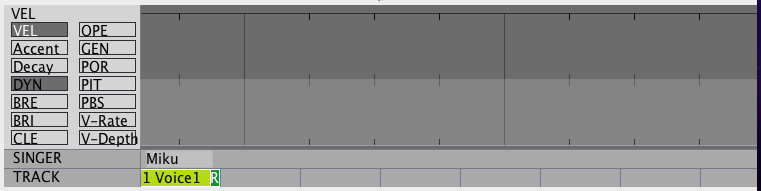 VEL
VEL OPE
Accent GEN
Decay POR
DYN PIT
BRE PBS
BRI V-Rate
CLE V-Depth
SINGER Miku
TRACK 1 Voice1 R